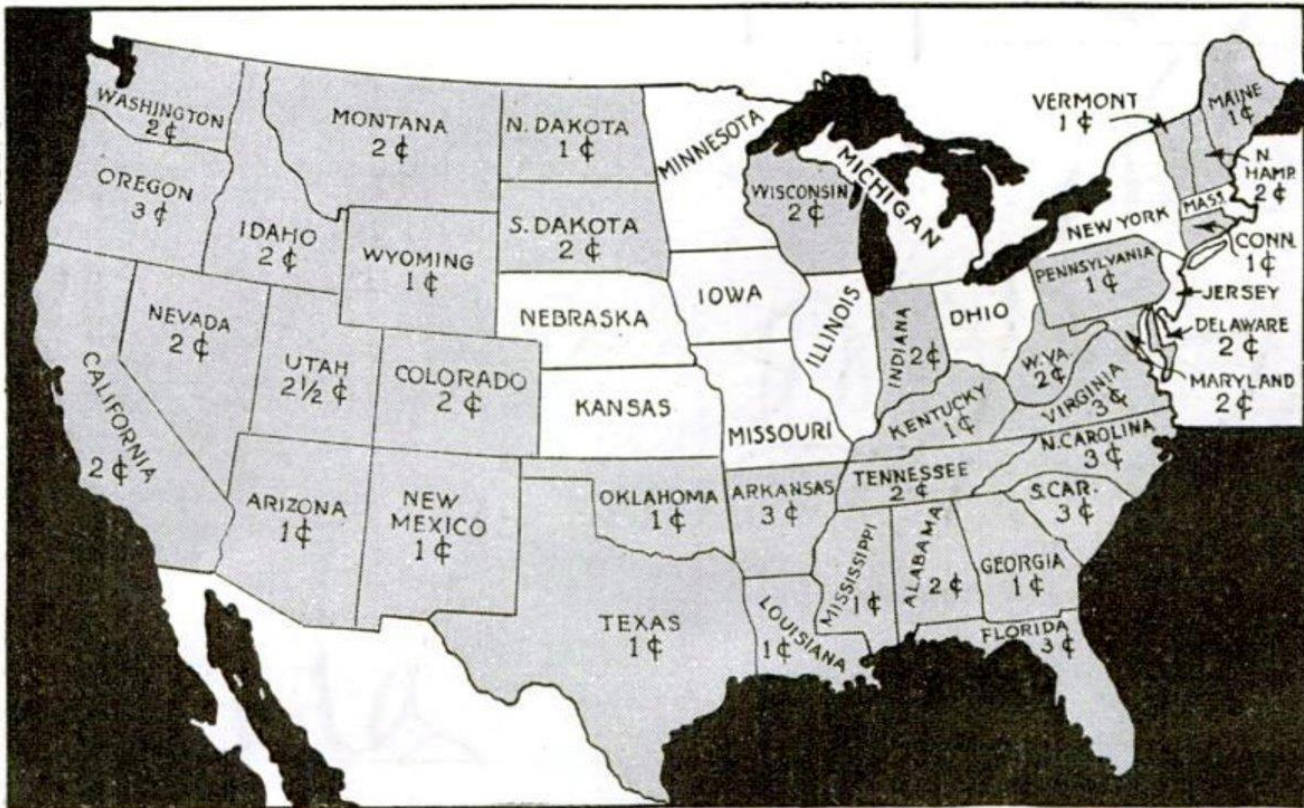 WASHINGTON
2 ¢
OREGON
3 ¢
CALIFORNIA
2 ¢
IDAHO
2 ¢
NEVADA
2 ¢
MONTANA
2 ¢
WYOMING
1 ¢
UTAH
2½ ¢
COLORADO
2 ¢
ARIZONA
1 ¢
NEW
MEXICO
1 ¢
N. DAKOTA
1 ¢
S. DAKOTA
2 ¢
NEBRASKA
KANSAS
OKLAHOMA
1 ¢
TEXAS
1 ¢
MINNESOTA
IOWA
MISSOURI
ARKANSAS
3 ¢
LOUISIANA
1 ¢
WISCONSIN
2 ¢
ILLINOIS
MICHIGAN
INDIANA
2 ¢
OHIO
KENTUCKY
1 ¢
TENNESSEE
2 ¢
MISSISSIPPI
1 ¢
ALABAMA
2 ¢
GEORGIA
1 ¢
FLORIDA
3 ¢
S. CAR.
3 ¢
N. CAROLINA
3 ¢
VIRGINIA
3 ¢
W. VA.
2 ¢
PENNSYLVANIA
1 ¢
NEW YORK
VERMONT
1 ¢
MAINE
1 ¢
N.
HAMP.
2 ¢
MASS.
CONN.
1 ¢
JERSEY
DELAWARE
2 ¢
MARYLAND
2 ¢